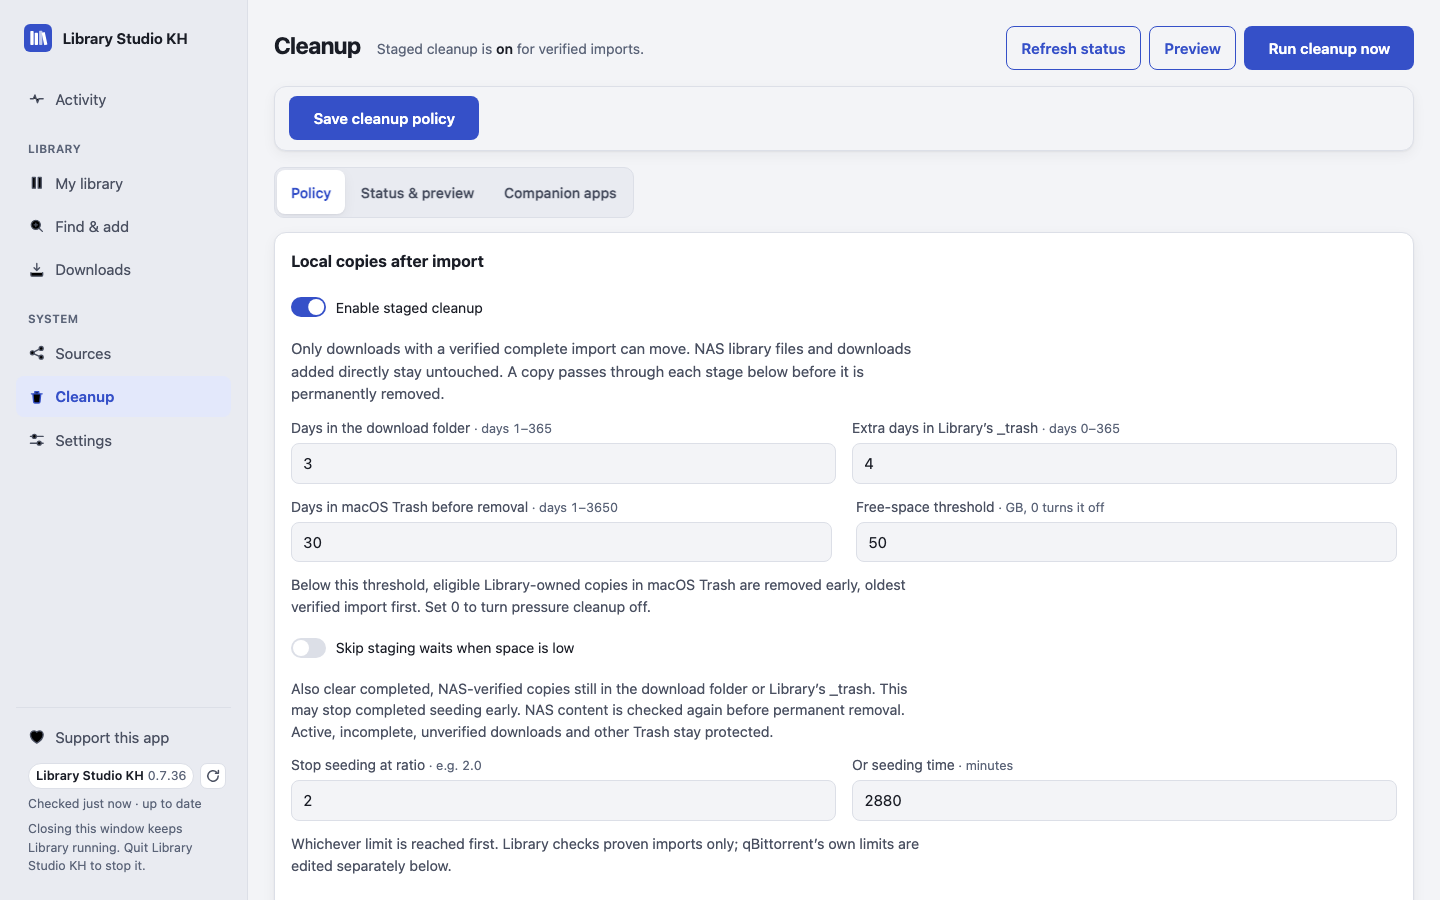 Library Studio KH
Activity
LIBRARY
My library
Find & add
Downloads
SYSTEM
Sources
Cleanup
Settings
Support this app
Library Studio KH 0.7.36
Checked just now · up to date
Closing this window keeps
Library running. Quit Library
Studio KH to stop it.
Cleanup
Staged cleanup is on for verified imports.
Refresh status
Preview
Run cleanup now
Save cleanup policy
Policy
Status & preview
Companion apps
Local copies after import
Enable staged cleanup
Only downloads with a verified complete import can move. NAS library files and downloads
added directly stay untouched. A copy passes through each stage below before it is
permanently removed.
Days in the download folder · days 1–365
3
Extra days in Library’s _trash · days 0–365
4
Days in macOS Trash before removal · days 1–3650
30
Free-space threshold · GB, 0 turns it off
50
Below this threshold, eligible Library-owned copies in macOS Trash are removed early, oldest
verified import first. Set 0 to turn pressure cleanup off.
Skip staging waits when space is low
Also clear completed, NAS-verified copies still in the download folder or Library’s _trash. This
may stop completed seeding early. NAS content is checked again before permanent removal.
Active, incomplete, unverified downloads and other Trash stay protected.
Stop seeding at ratio · e.g. 2.0
2
Or seeding time · minutes
2880
Whichever limit is reached first. Library checks proven imports only; qBittorrent’s own limits are
edited separately below.